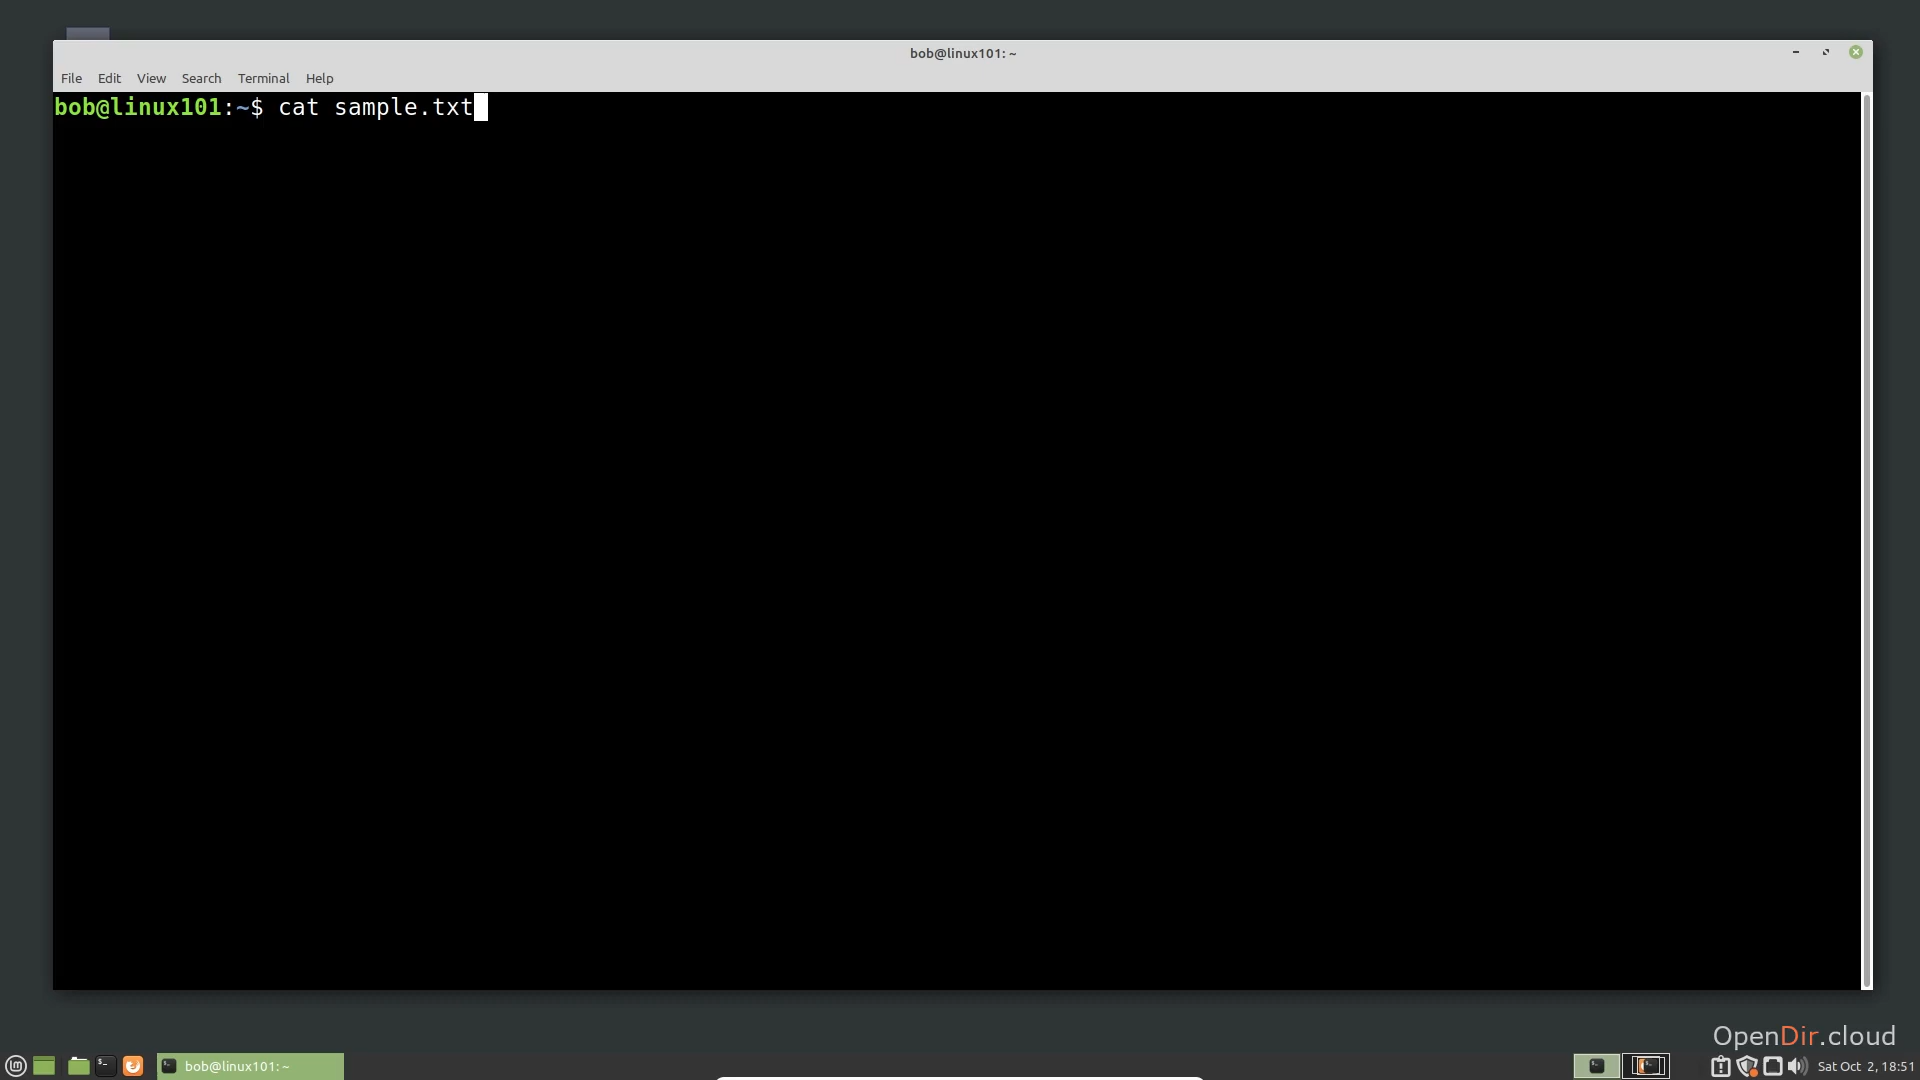 bob@linux101: ~
File Edit View Search Terminal Help
bob@linux101:~$ cat sample.txt
OpenDir.cloud
bob@linux101: ~
Sat Oct 2, 18:51